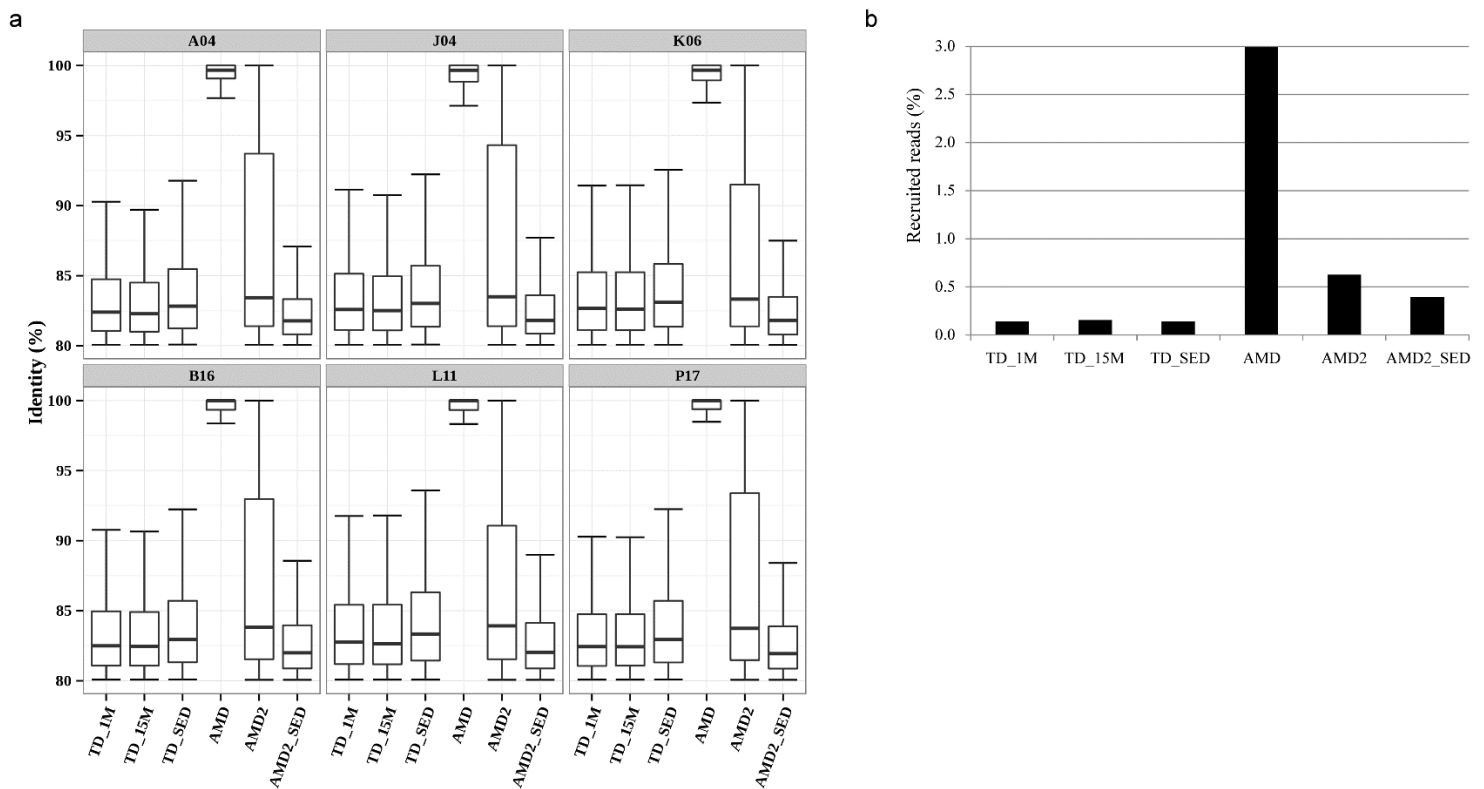 a
A04 J04 K06
100
95
90
85
80
B16 L11 P17
100
95
90
85
80
Identity (%)
TD_1M TD_15M TD_SED AMD AMD2 AMD2_SED TD_1M TD_15M TD_SED AMD AMD2 AMD2_SED TD_1M TD_15M TD_SED AMD AMD2 AMD2_SED
b
3.0
2.5
2.0
1.5
1.0
0.5
0.0
Recruited reads (%)
TD_1M TD_15M TD_SED AMD AMD2 AMD2_SED